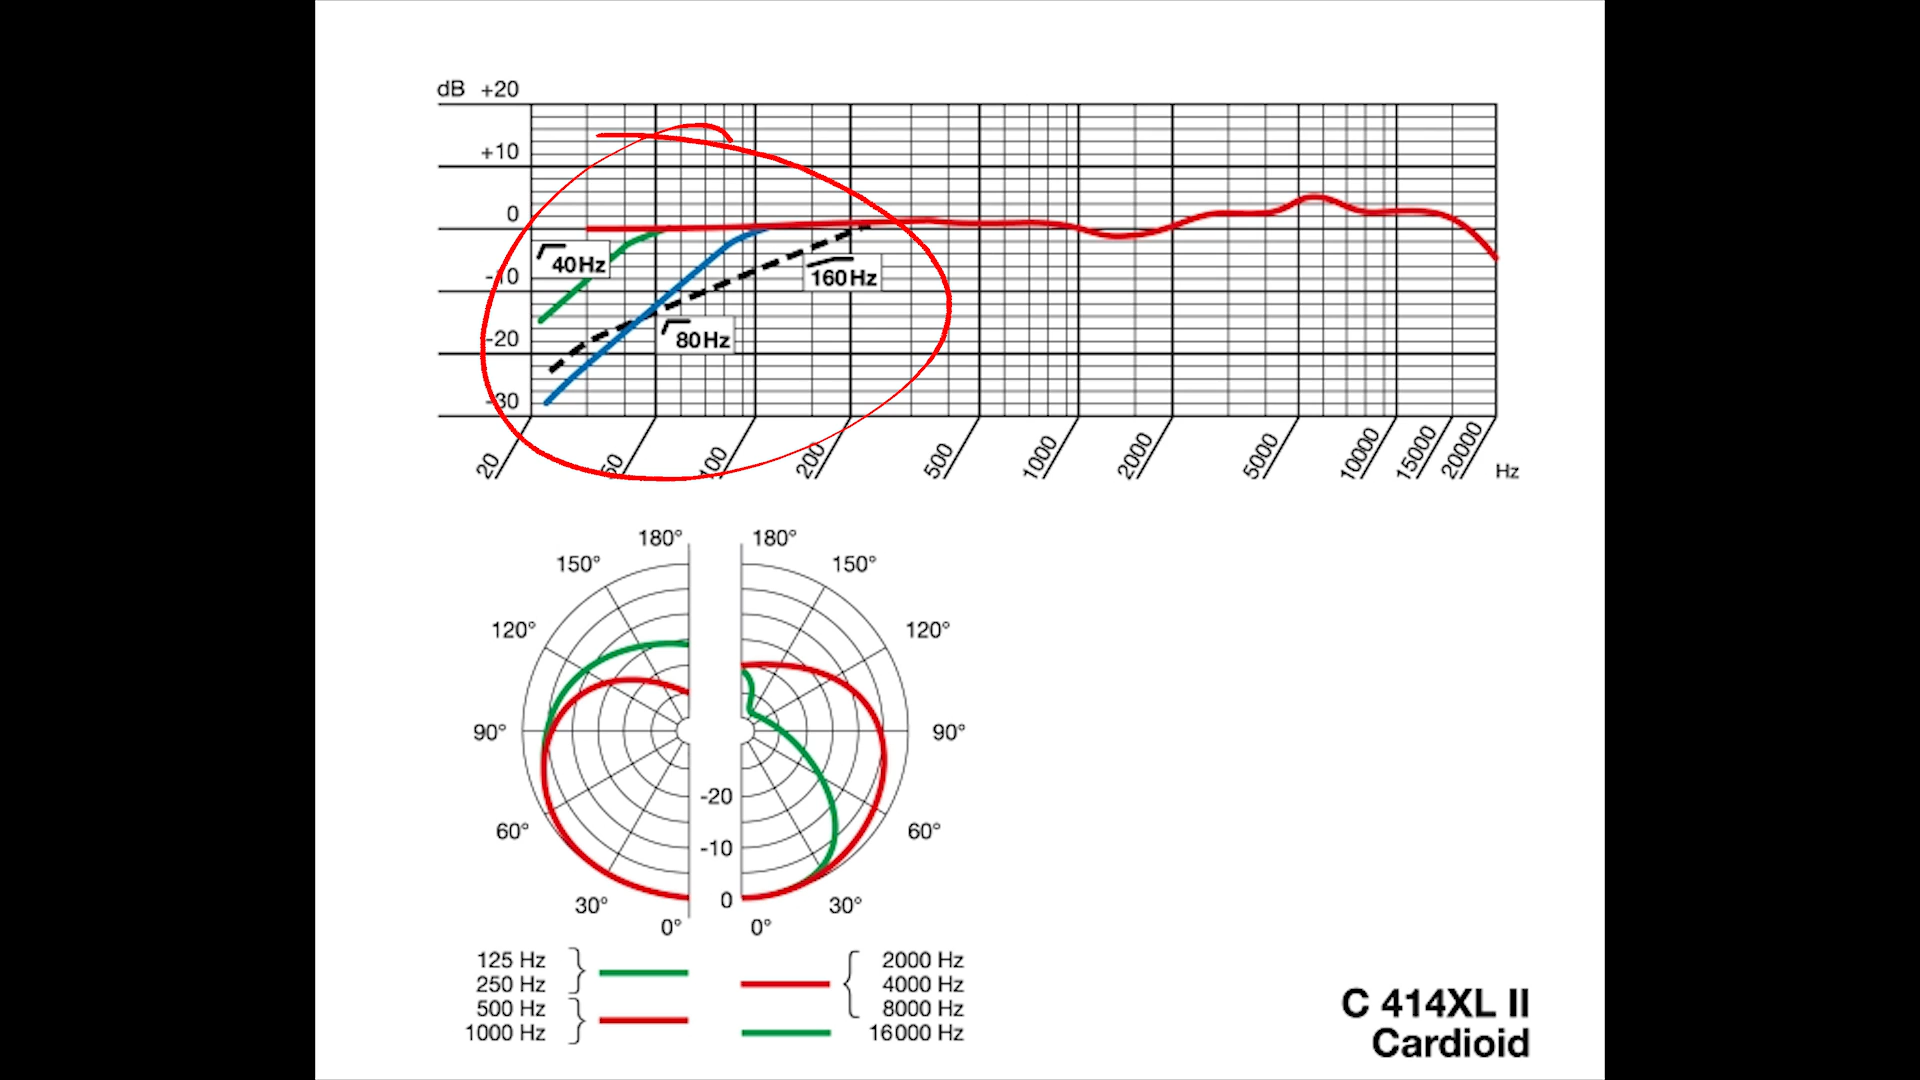 dB +20
+10
0
-10
-20
-30
40Hz
160Hz
80Hz
20 50 100 200 500 1000 2000 5000 10000 15000 20000 Hz
180° 180°
150° 150°
120° 120°
90° 90°
60° 60°
30° 30°
0° 0°
-20
-10
0
125 Hz
250 Hz
500 Hz
1000 Hz
2000 Hz
4000 Hz
8000 Hz
16000 Hz
C 414XL II
Cardioid